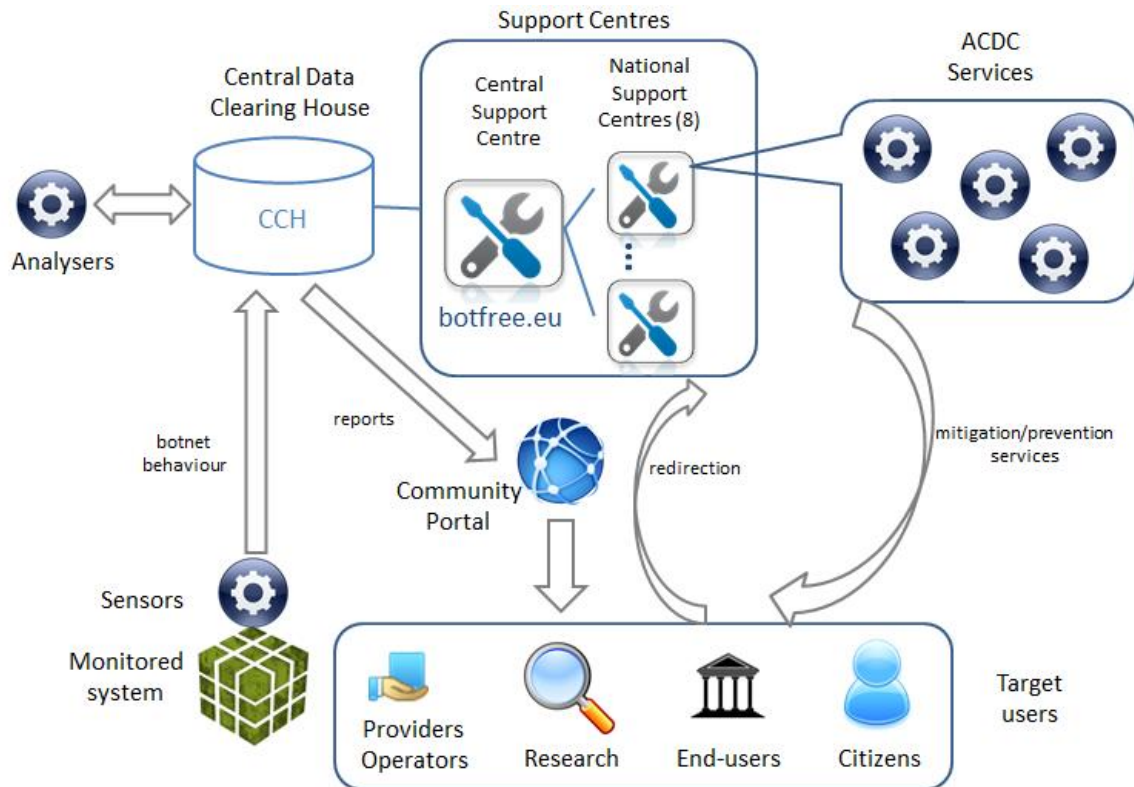 Support Centres
ACDC
Services
Central Data
Clearing House
Central
Support
Centre
National
Support
Centres (8)
CCH
Analysers
botfree.eu
reports
botnet
behaviour
redirection
mitigation/prevention
services
Community
Portal
Sensors
Monitored
system
Providers
Operators
Research
End-users
Citizens
Target
users